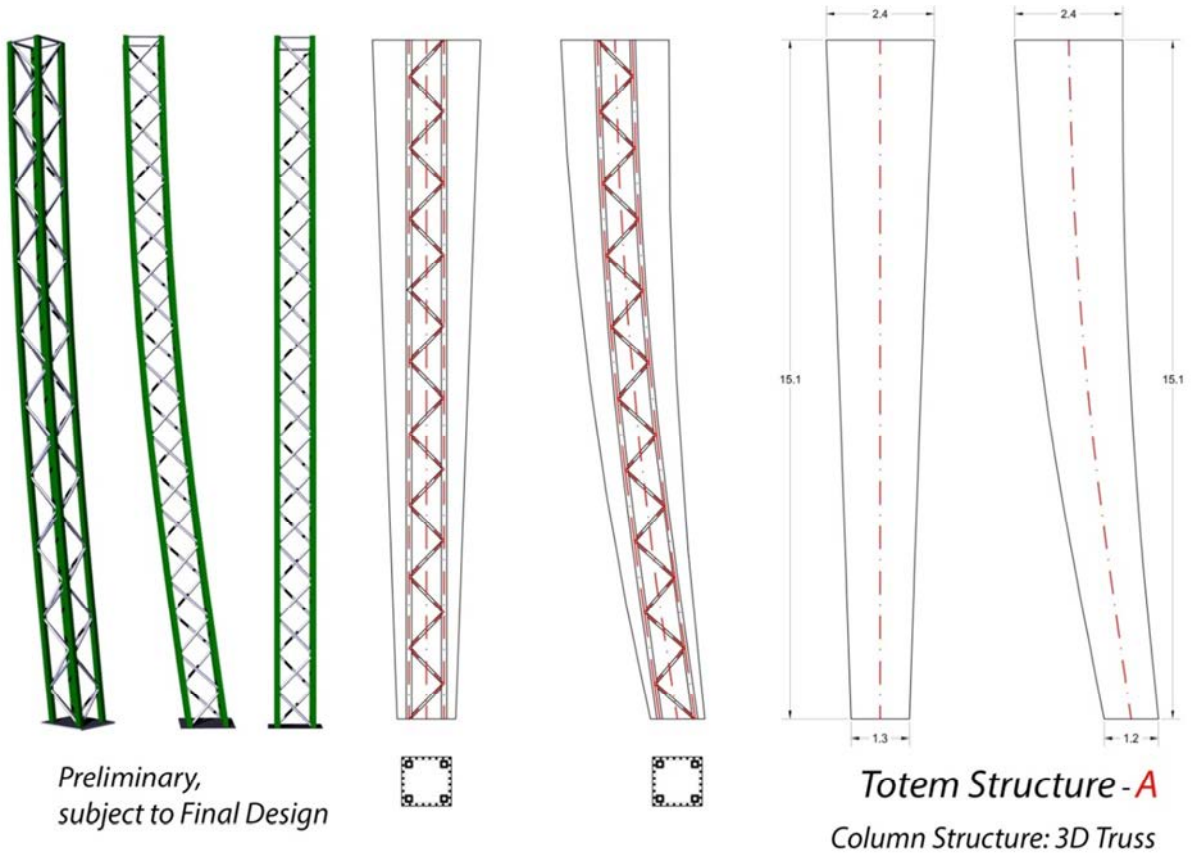 2.4
2.4
15.1
15.1
1.3
1.2
Preliminary,
subject to Final Design
Totem Structure - A
Column Structure: 3D Truss